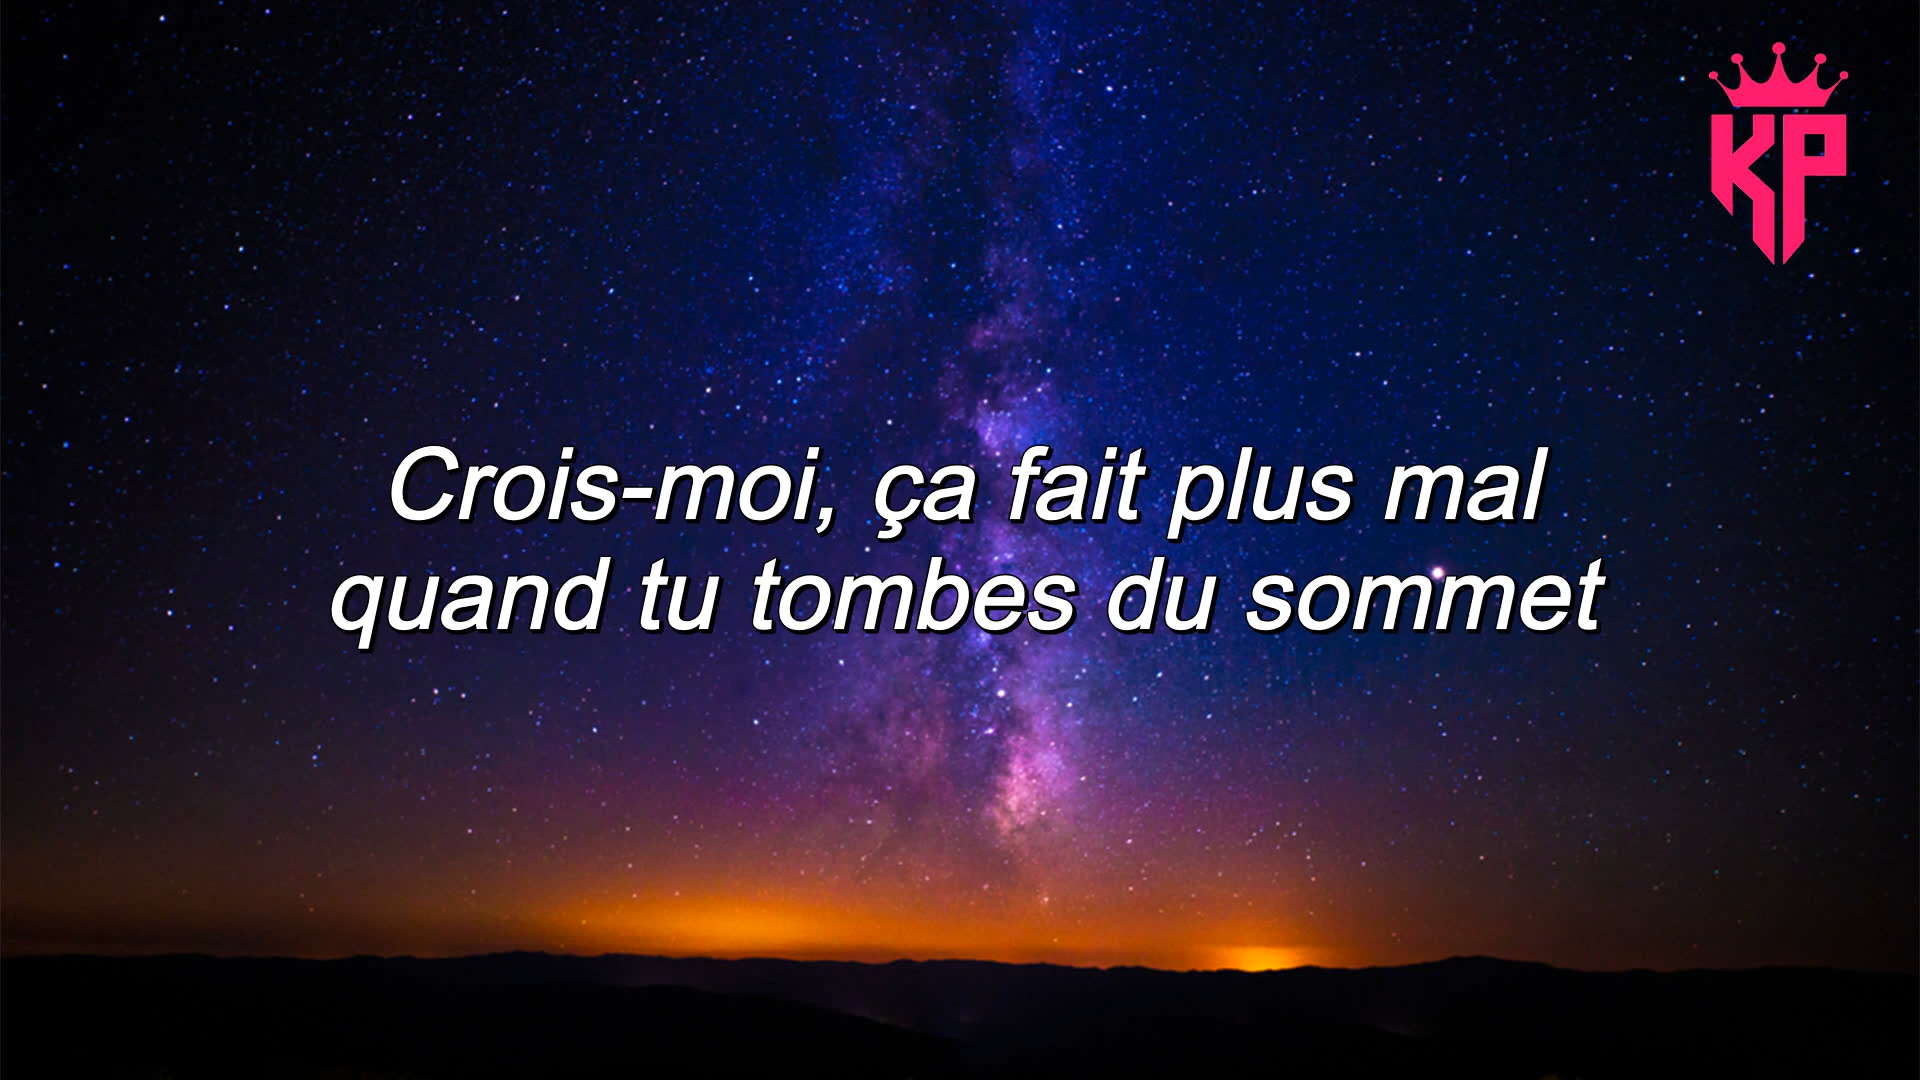 KP
Crois-moi, ça fait plus mal
quand tu tombes du sommet